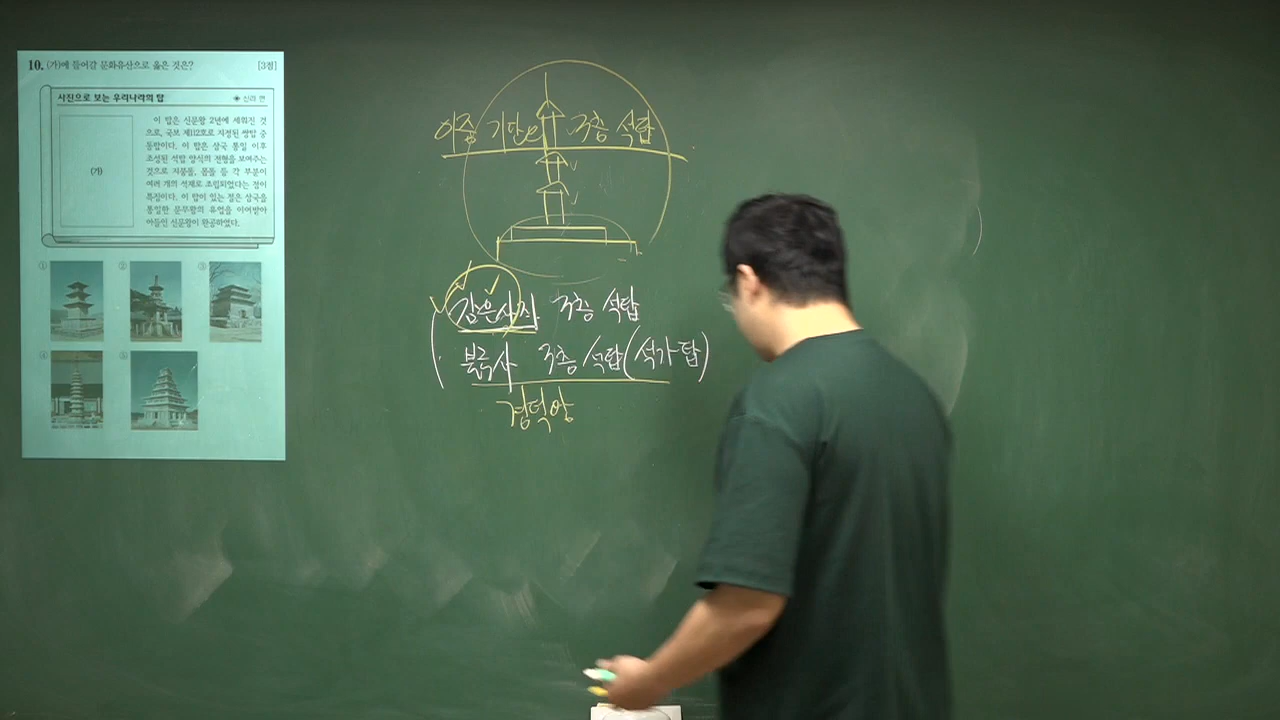 10. (가)에 들어갈 문화유산으로 옳은 것은? [3점]
사진으로 보는 우리나라의 탑 ◈ 신라 편
(가)
이 탑은 신문왕 2년에 세워진 것
으로, 국보 제112호로 지정된 쌍탑 중
동탑이다. 이 탑은 삼국 통일 이후
조성된 석탑 양식의 전형을 보여주는
것으로 지붕돌, 몸돌 등 각 부분이
여러 개의 석재로 조립되었다는 점이
특징이다. 이 탑이 있는 절은 삼국을
통일한 문무왕의 유업을 이어받아
아들인 신문왕이 완공하였다.
① ② ③
④ ⑤
이중 기단에 3층 석탑
감은사지 3층 석탑
불국사 3층 석탑(석가탑)
경덕왕